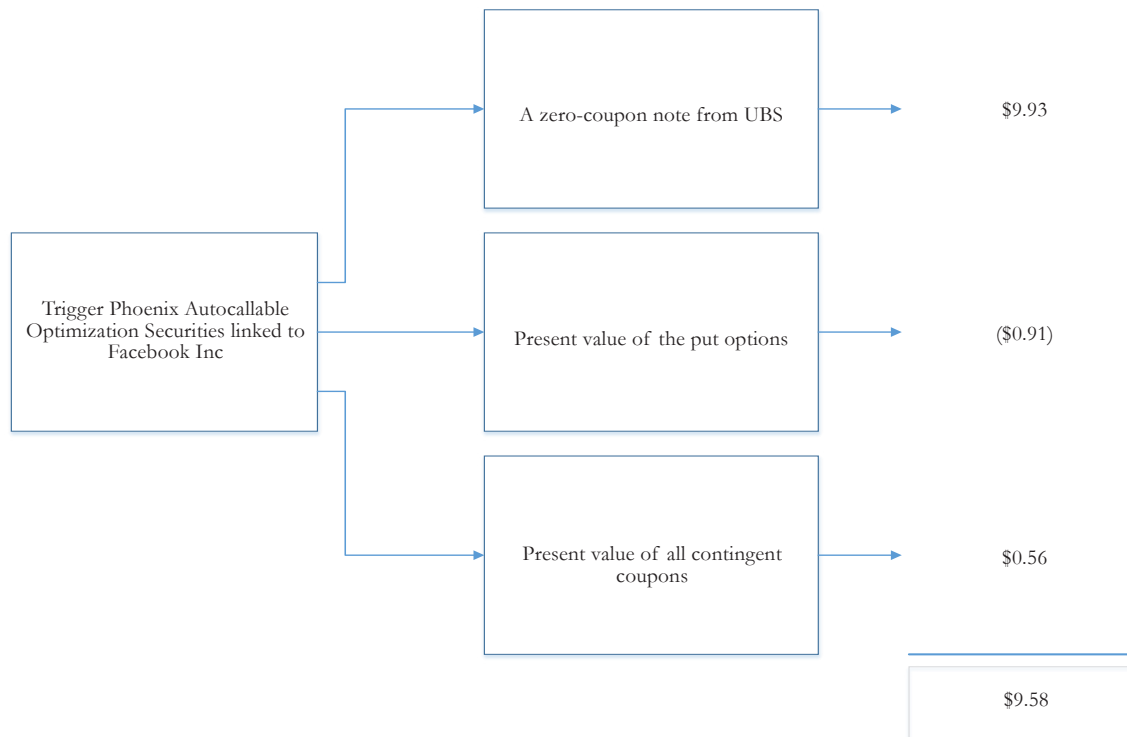 A zero-coupon note from UBS
$9.93
Trigger Phoenix Autocallable
Optimization Securities linked to
Facebook Inc
Present value of the put options
($0.91)
Present value of all contingent
coupons
$0.56
$9.58